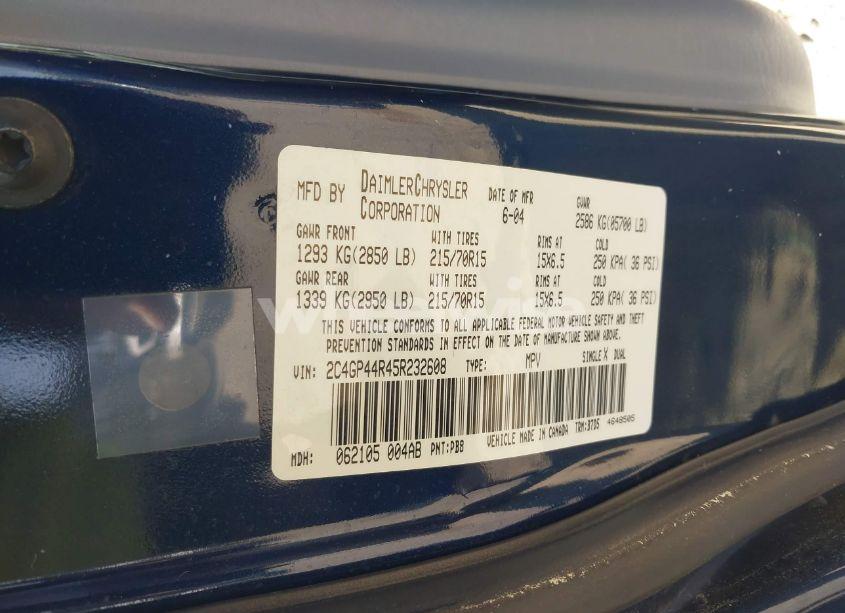 MFD BY DAIMLERCHRYSLER CORPORATION DATE OF MFR 6-04 GVWR 2586 KG(05700 LB)
GAWR FRONT WITH TIRES RIMS AT COLD
1293 KG(2850 LB) 215/70R15 15X6.5 250 KPA( 36 PSI)
GAWR REAR WITH TIRES RIMS AT COLD
1339 KG(2950 LB) 215/70R15 15X6.5 250 KPA( 36 PSI)
THIS VEHICLE CONFORMS TO ALL APPLICABLE FEDERAL MOTOR VEHICLE SAFETY AND THEFT
PREVENTION STANDARDS IN EFFECT ON THE DATE OF MANUFACTURE SHOWN ABOVE.
VIN: 2C4GP44R45R232608 TYPE: MPV SINGLE X DUAL
MDH: 062105 004AB PNT:PBB VEHICLE MADE IN CANADA TRM:37D5 4648505